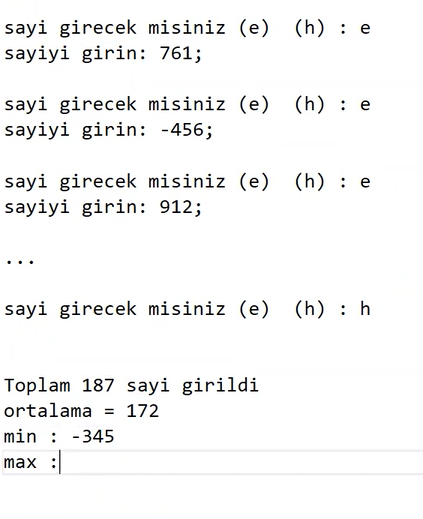 sayi girecek misiniz (e)  (h) : e
sayiyi girin: 761;
sayi girecek misiniz (e)  (h) : e
sayiyi girin: -456;
sayi girecek misiniz (e)  (h) : e
sayiyi girin: 912;
...
sayi girecek misiniz (e)  (h) : h
Toplam 187 sayi girildi
ortalama = 172
min : -345
max :